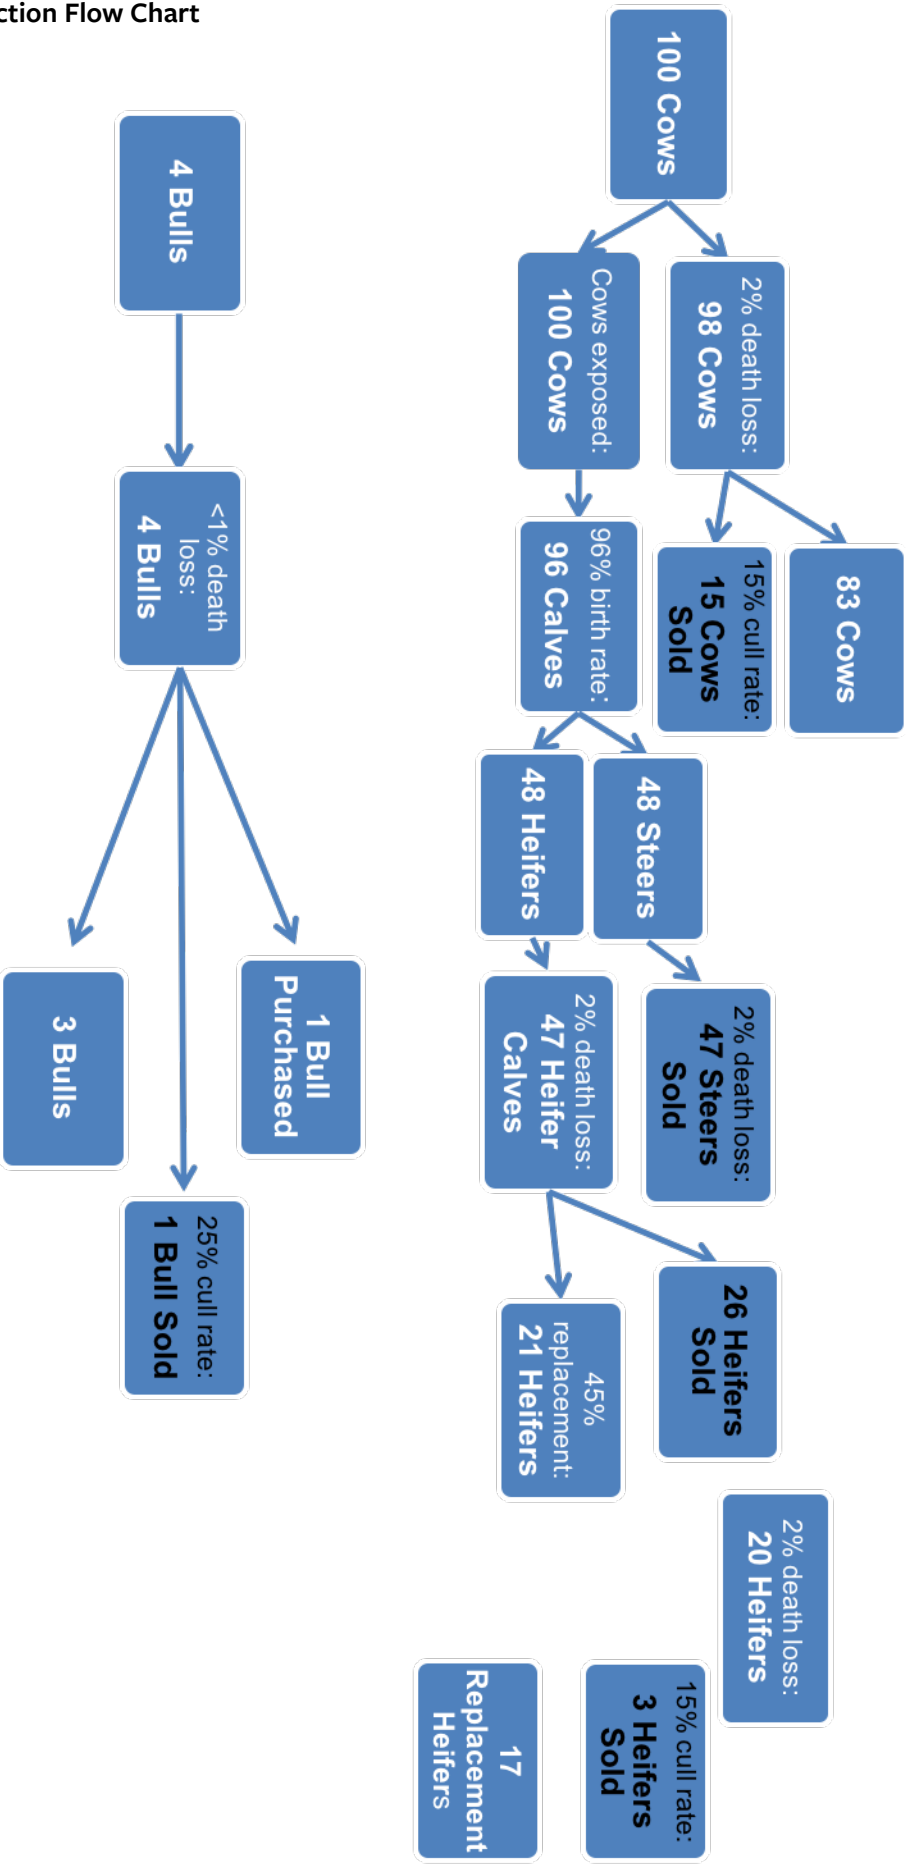 ction Flow Chart
100 Cows
2% death loss:
98 Cows
Cows exposed:
100 Cows
83 Cows
15% cull rate:
15 Cows
Sold
96% birth rate:
96 Calves
48 Steers
48 Heifers
2% death loss:
47 Steers
Sold
2% death loss:
47 Heifer
Calves
26 Heifers
Sold
45%
replacement:
21 Heifers
2% death loss:
20 Heifers
15% cull rate:
3 Heifers
Sold
17
Replacement
Heifers
4 Bulls
<1% death
loss:
4 Bulls
1 Bull
Purchased
25% cull rate:
1 Bull Sold
3 Bulls